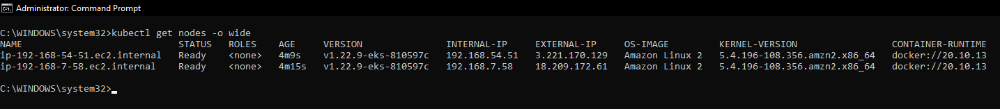 Administrator: Command Prompt
C:\WINDOWS\system32>kubectl get nodes -o wide
NAME STATUS ROLES AGE VERSION INTERNAL-IP EXTERNAL-IP OS-IMAGE KERNEL-VERSION CONTAINER-RUNTIME
ip-192-168-54-51.ec2.internal Ready <none> 4m9s v1.22.9-eks-810597c 192.168.54.51 3.221.170.129 Amazon Linux 2 5.4.196-108.356.amzn2.x86_64 docker://20.10.13
ip-192-168-7-58.ec2.internal Ready <none> 4m15s v1.22.9-eks-810597c 192.168.7.58 18.209.172.61 Amazon Linux 2 5.4.196-108.356.amzn2.x86_64 docker://20.10.13
C:\WINDOWS\system32>